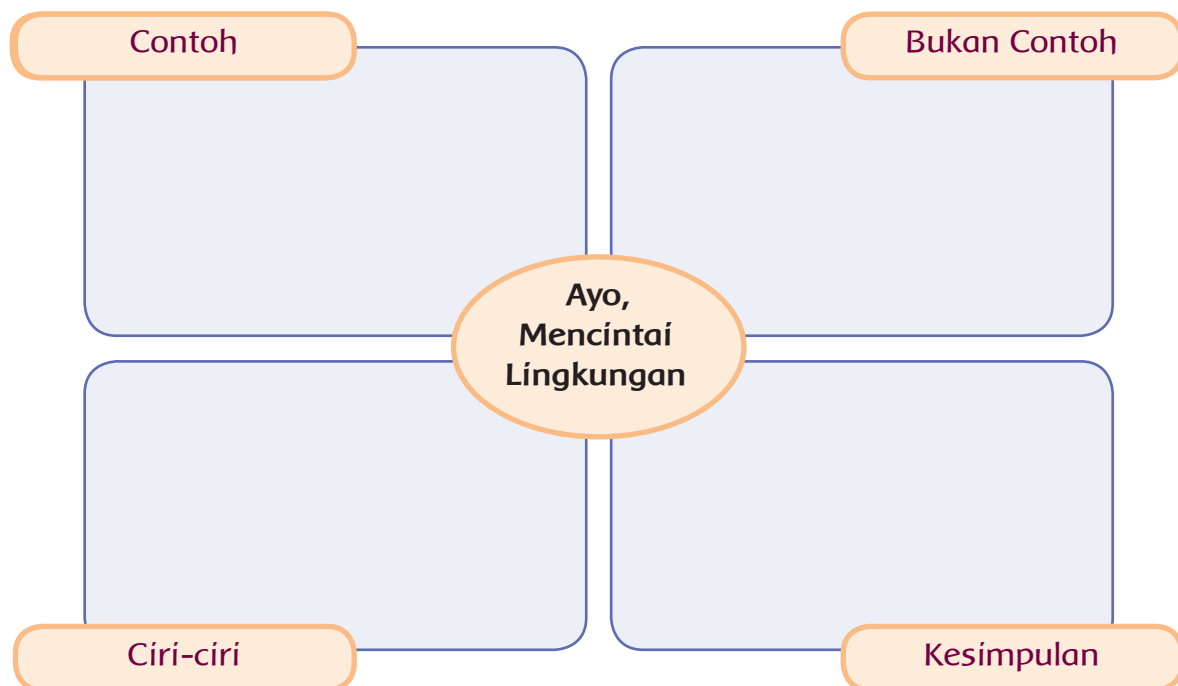 Contoh
Bukan Contoh
Ayo,
Mencintai
Lingkungan
Ciri-ciri
Kesimpulan